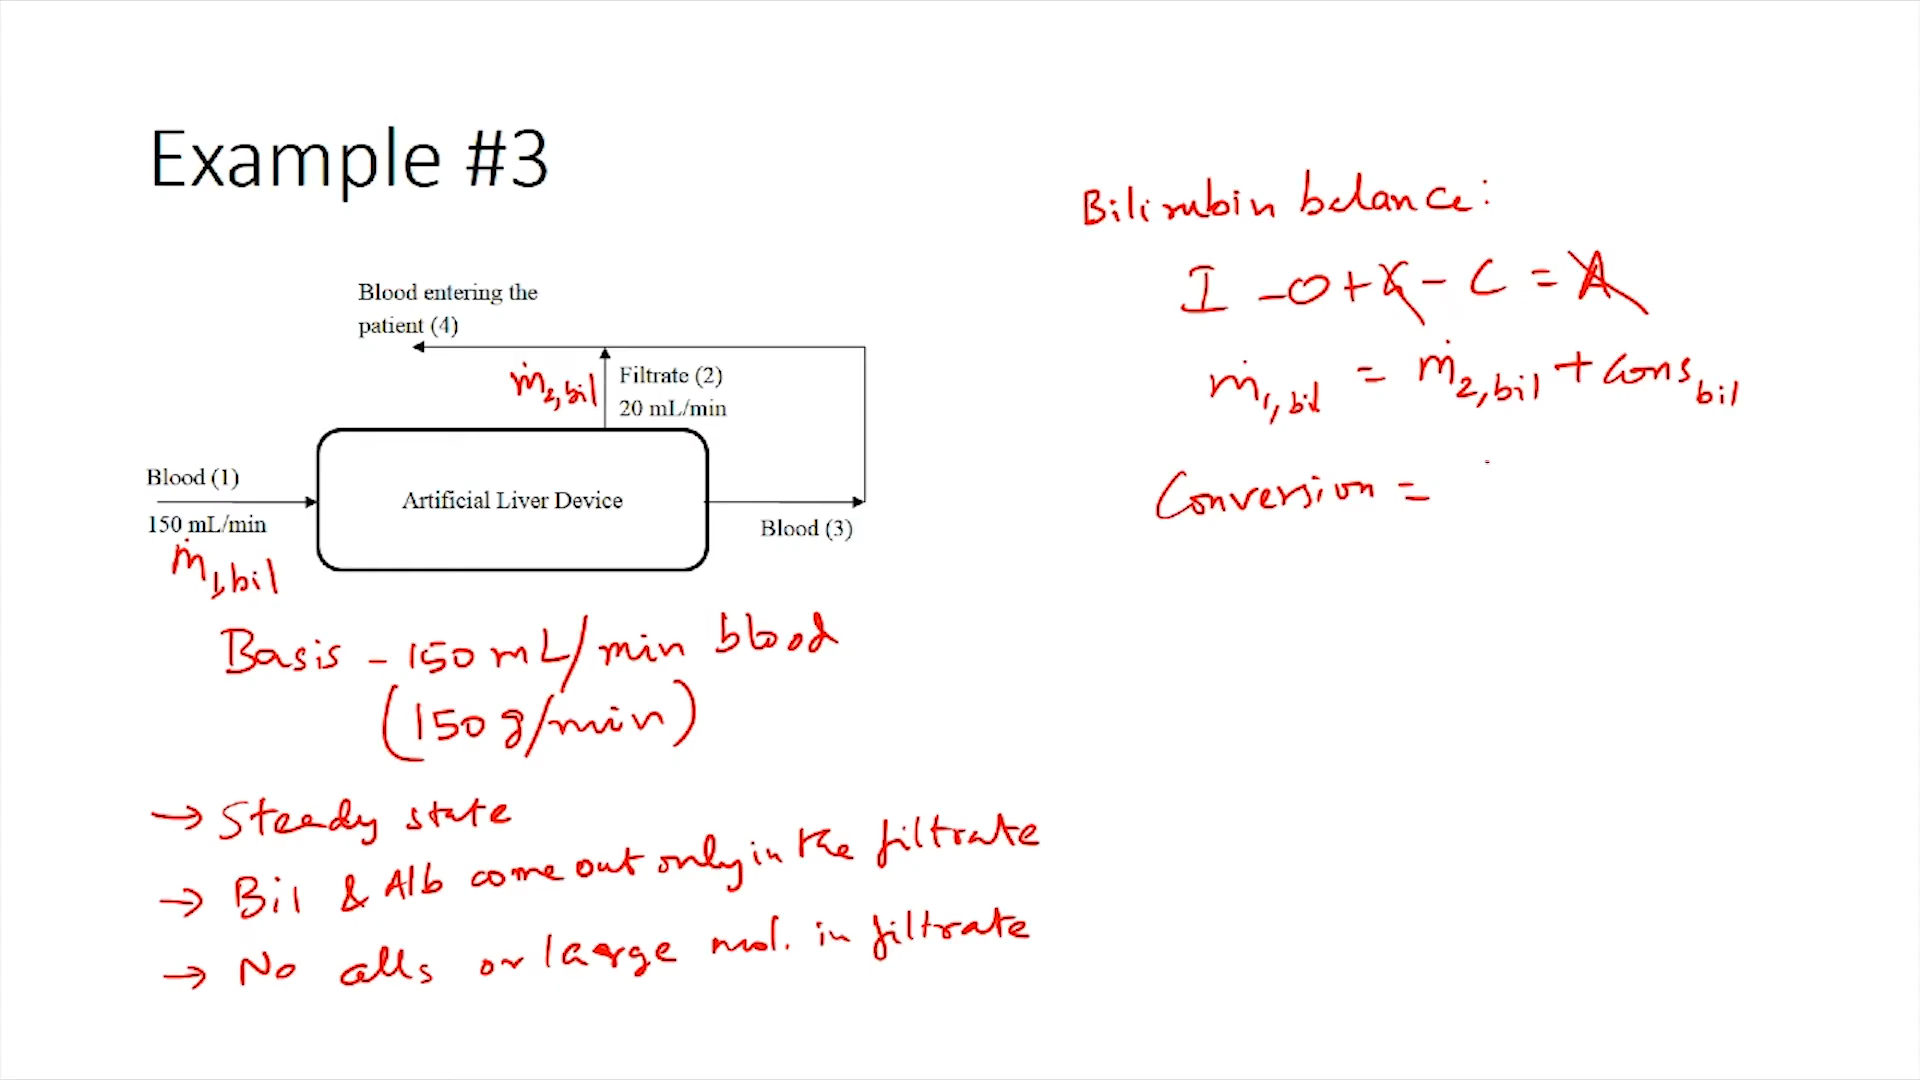 Example #3
Blood entering the
patient (4)
ṁ2,bil
Filtrate (2)
20 mL/min
Blood (1)
150 mL/min
ṁ1,bil
Artificial Liver Device
Blood (3)
Basis - 150 mL/min blood
(150 g/min)
→ Steady state
→ Bil & Alb come out only in the filtrate
→ No cells or large mol. in filtrate
Bilirubin balance:
I - O + G - C = A
ṁ1,bil = ṁ2,bil + Consbil
Conversion =